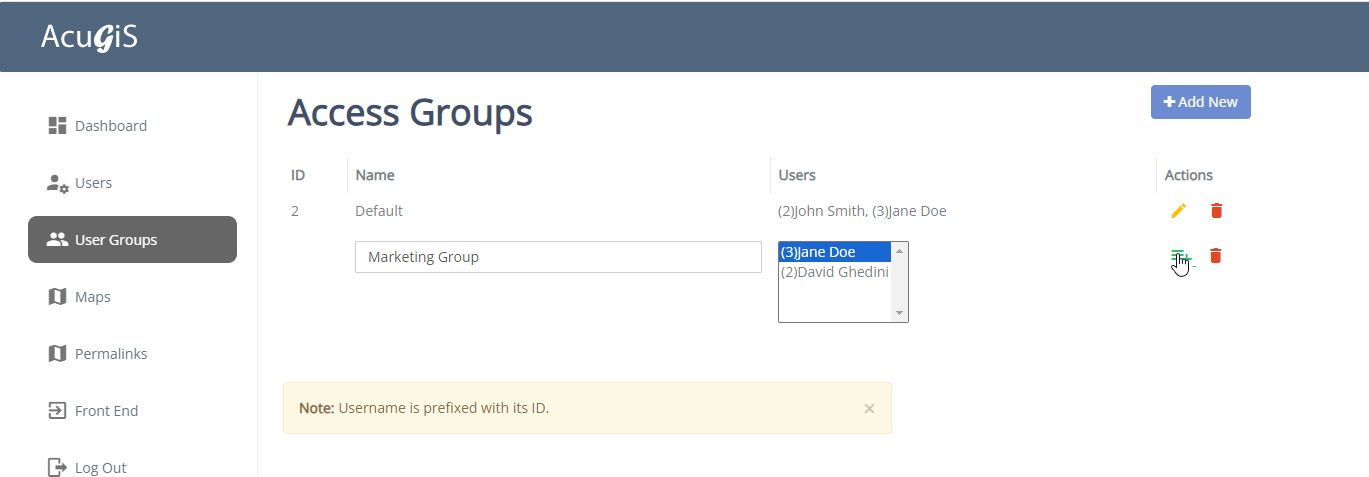 AcuGiS
Dashboard
Users
User Groups
Maps
Permalinks
Front End
Log Out
Access Groups
+ Add New
ID Name Users Actions
2 Default (2)John Smith, (3)Jane Doe
Marketing Group
(3)Jane Doe
(2)David Ghedini
Note: Username is prefixed with its ID. ×